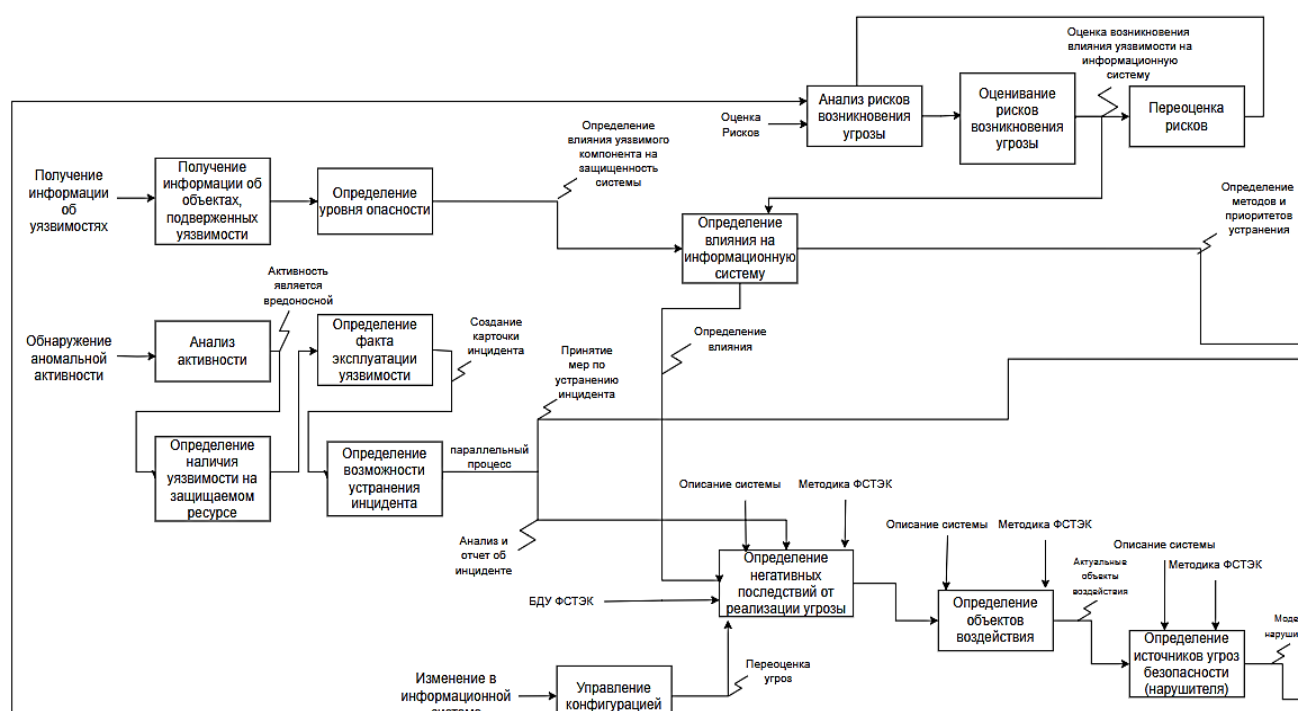 Оценка возникновения
влияния уязвимости на
информационную
систему
Анализ рисков
возникновения
угрозы
Оценивание
рисков
возникновения
угрозы
Переоценка
рисков
Оценка
Рисков
Определение
влияния уязвимого
компонента на
защищенность
системы
Получение
информации
об
уязвимостях
Получение
информации об
объектах,
подверженных
уязвимости
Определение
уровня опасности
Определение
влияния на
информационную
систему
Определение
методов и
приоритетов
устранения
Активность
является
вредоносной
Обнаружение
аномальной
активности
Анализ
активности
Определение
факта
эксплуатации
уязвимости
Создание
карточки
инцидента
Принятие
мер по
устранению
инцидента
Определение
влияния
Определение
наличия
уязвимости на
защищаемом
ресурсе
Определение
возможности
устранения
инцидента
параллельный
процесс
Анализ и
отчет об
инциденте
Описание системы
Методика ФСТЭК
Определение
негативных
последствий от
реализации угрозы
БДУ ФСТЭК
Описание системы
Методика ФСТЭК
Определение
объектов
воздействия
Актуальные
объекты
воздействия
Описание системы
Методика ФСТЭК
Определение
источников угроз
безопасности
(нарушителя)
Моде
наруши
Изменение в
информационной
Управление
конфигурацией
Переоценка
угроз